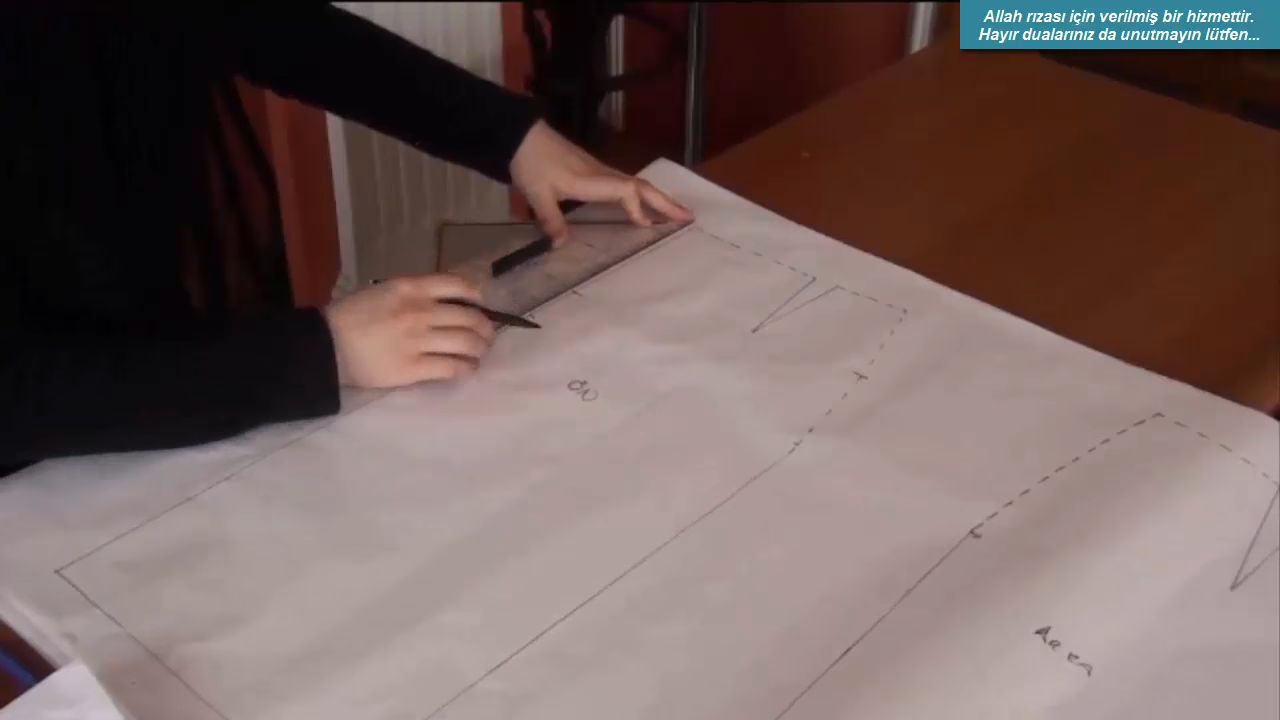 Allah rızası için verilmiş bir hizmettir.
Hayır dualarınız da unutmayın lütfen...
ÖN
ARKA